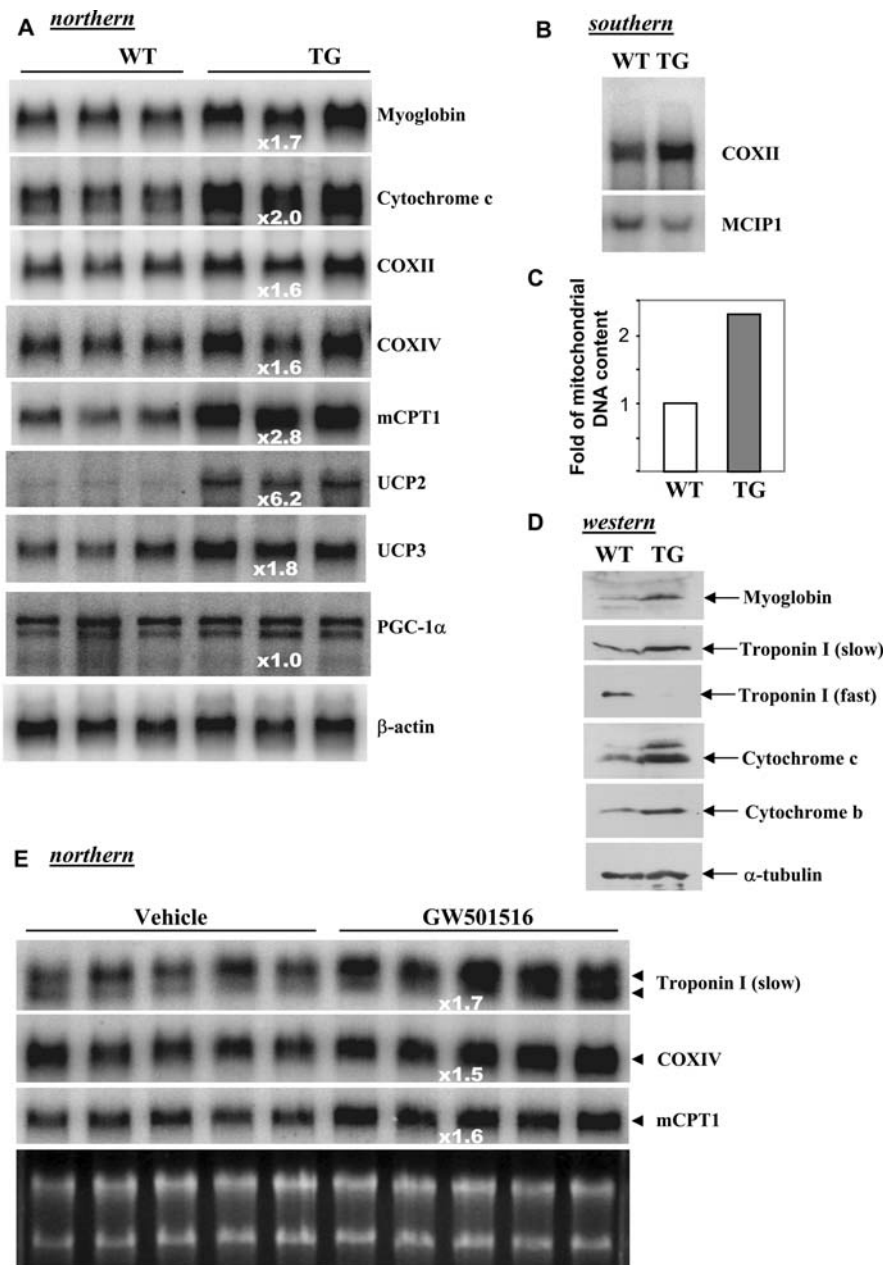 A northern
WT TG
Myoglobin
x1.7
Cytochrome c
x2.0
COXII
x1.6
COXIV
x1.6
mCPT1
x2.8
UCP2
x6.2
UCP3
x1.8
PGC-1α
x1.0
β-actin
B southern
WT TG
COXII
MCIP1
C
Fold of mitochondrial
DNA content
2
1
WT TG
D western
WT TG
Myoglobin
Troponin I (slow)
Troponin I (fast)
Cytochrome c
Cytochrome b
α-tubulin
E northern
Vehicle GW501516
Troponin I (slow)
x1.7
COXIV
x1.5
mCPT1
x1.6